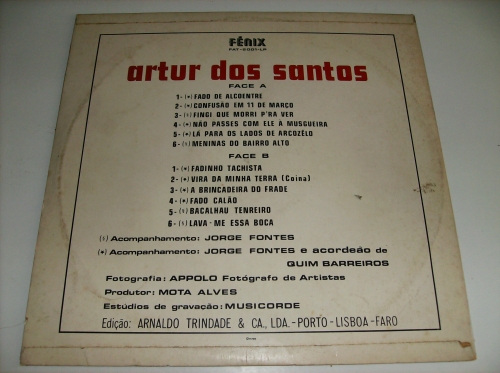 FÊNIX
PAT-5001-LP
artur dos santos
FACE A
1-(*) FADO DE ALCOENTRE
2-(*) CONFUSÃO EM 11 DE MARÇO
3-(§) FINGI QUE MORRI P'RA VER
4-(*) NÃO PASSES COM ELE À MUSGUEIRA
5-(*) LÁ PARA OS LADOS DE ARCOZÊLO
6-(§) MENINAS DO BAIRRO ALTO
FACE B
1-(*) FADINHO TACHISTA
2-(*) VIRA DA MINHA TERRA (Coina)
3-(*) A BRINCADEIRA DO FRADE
4-(*) FADO CALÃO
5-(§) BACALHAU TENREIRO
6-(§) LAVA-ME ESSA BOCA
(§) Acompanhamento: JORGE FONTES
(*) Acompanhamento: JORGE FONTES e acordeão de
QUIM BARREIROS
Fotografia: APPOLO Fotógrafo de Artistas
Produtor: MOTA ALVES
Estúdios de gravação: MUSICORDE
Edição: ARNALDO TRINDADE & CA., LDA.-PORTO-LISBOA-FARO